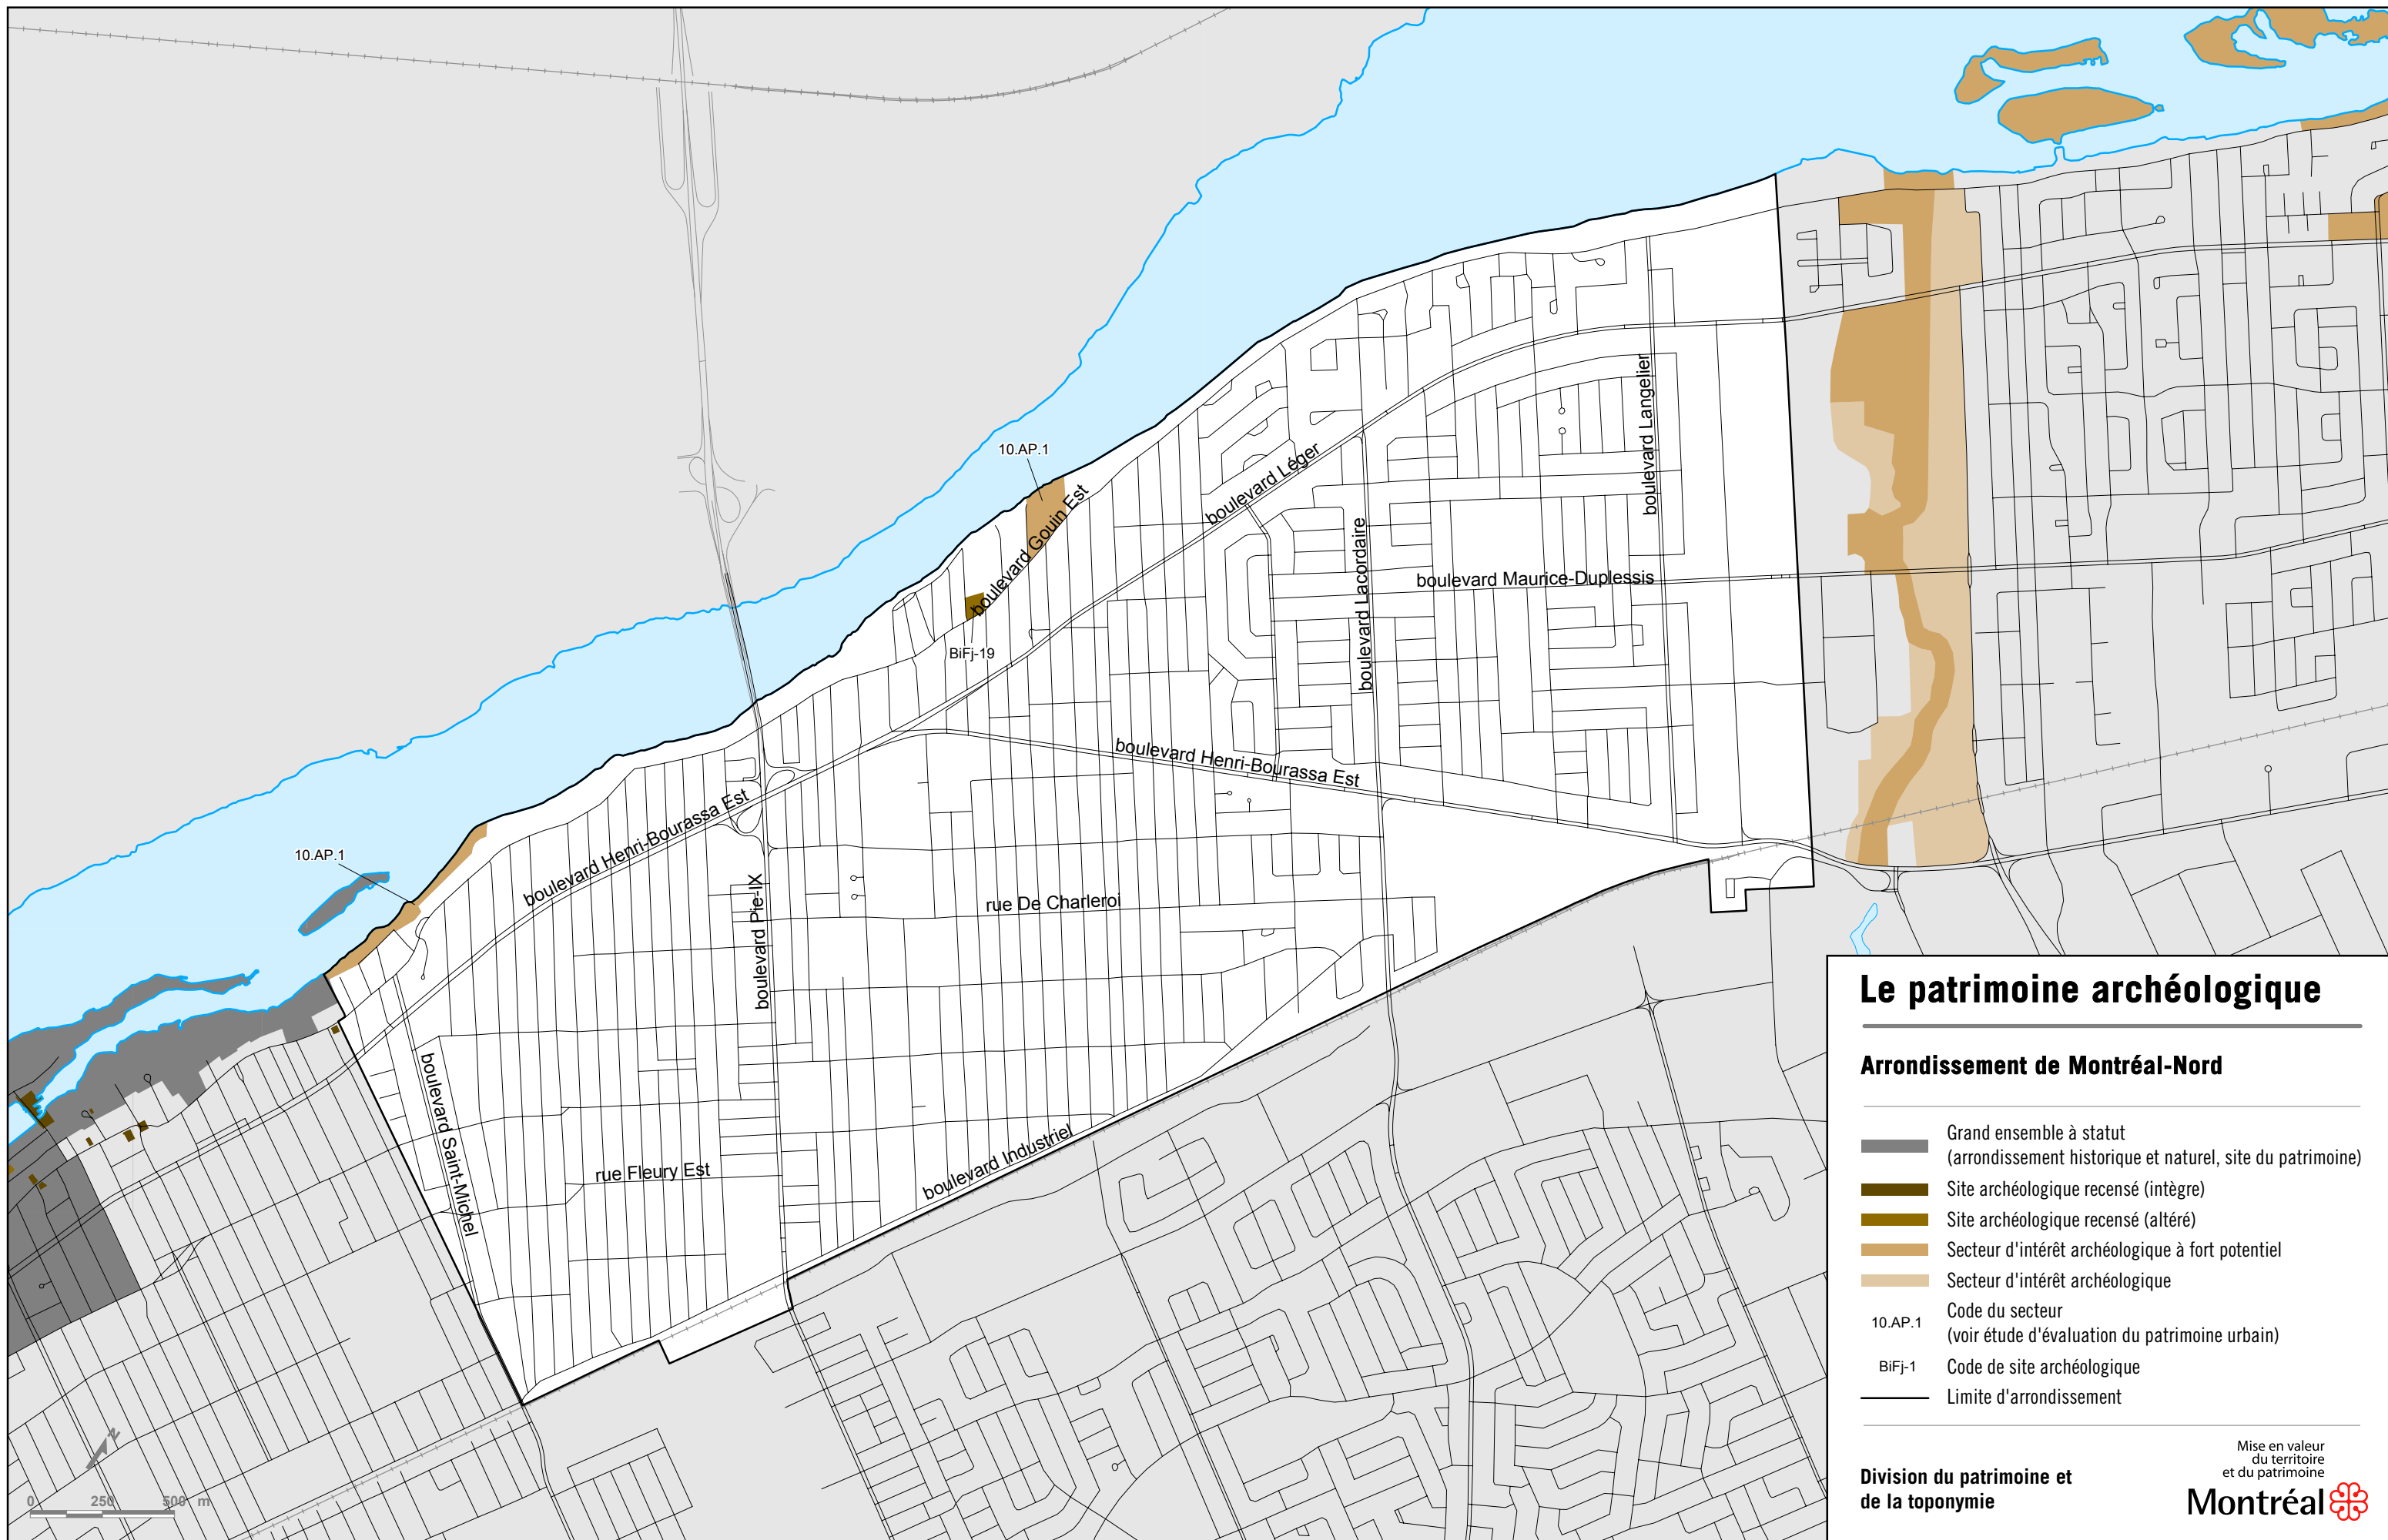 10.AP.1
boulevard Gouin Est
BiFj-19
boulevard Léger
boulevard Langelier
boulevard Lacordaire
boulevard Maurice-Duplessis
boulevard Henri-Bourassa Est
boulevard Henri-Bourassa Est
10.AP.1
boulevard Pie-IX
rue De Charleroi
boulevard Saint-Michel
rue Fleury Est
boulevard Industriel
N
0 250 500 m
Le patrimoine archéologique
Arrondissement de Montréal-Nord
Grand ensemble à statut
(arrondissement historique et naturel, site du patrimoine)
Site archéologique recensé (intègre)
Site archéologique recensé (altéré)
Secteur d'intérêt archéologique à fort potentiel
Secteur d'intérêt archéologique
10.AP.1 Code du secteur
(voir étude d'évaluation du patrimoine urbain)
BiFj-1 Code de site archéologique
Limite d'arrondissement
Division du patrimoine et
de la toponymie
Mise en valeur
du territoire
et du patrimoine
Montréal